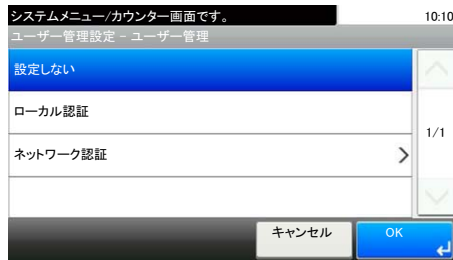 システムメニュー/カウンター画面です。 10:10
ユーザー管理設定 - ユーザー管理
設定しない
ローカル認証
1/1
ネットワーク認証
キャンセル OK